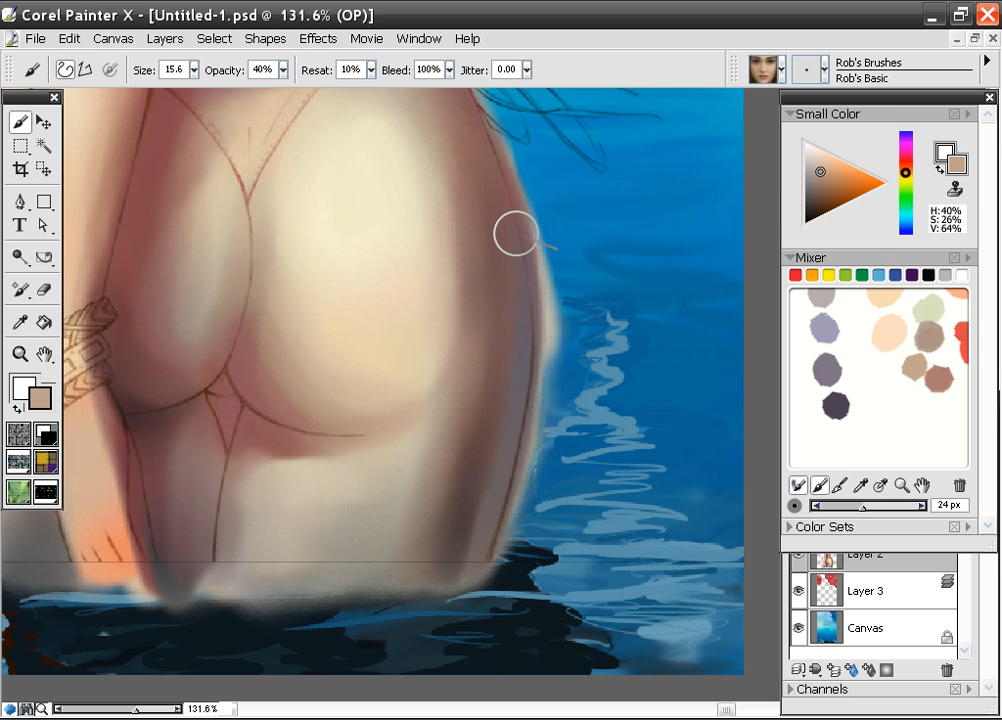 Corel Painter X - [Untitled-1.psd @ 131.6% (OP)]
File Edit Canvas Layers Select Shapes Effects Movie Window Help
Size: 15.6 Opacity: 40% Resat: 10% Bleed: 100% Jitter: 0.00
Rob's Brushes
Rob's Basic
Small Color
H:40%
S: 26%
V: 64%
Mixer
T
24 px
Color Sets
Layer 2
Layer 3
Canvas
Channels
131.6%